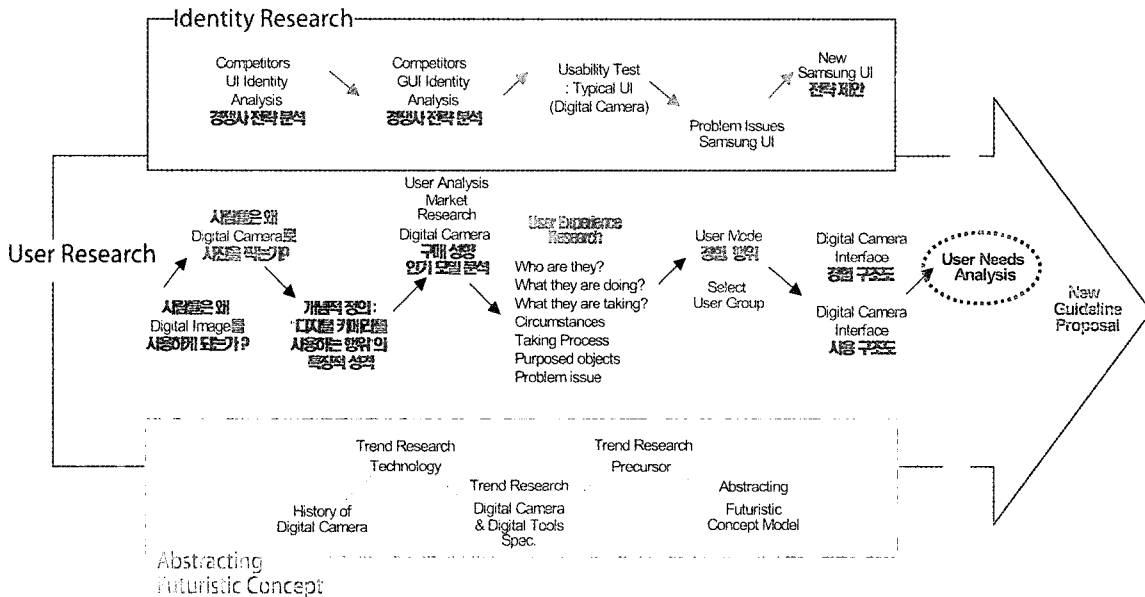 Identity Research
Competitors
UI Identity
Analysis
경쟁사 전략 분석
Competitors
GUI Identity
Analysis
경쟁사 전략 분석
Usability Test
: Typical UI
(Digital Camera)
Problem Issues
Samsung UI
New
Samsung UI
전략 제안
User Research
사람들은 왜
Digital Image를
사용하게 되는가?
사람들은 왜
Digital Camera로
사진을 찍는가?
개념적 정의 :
"디지털 카메라를
사용하는 행위"의
특징적 성격
User Analysis
Market
Research
Digital Camera
구매 성향
인기 모델 분석
User Experience
Research
Who are they?
What they are doing?
What they are taking?
Circumstances
Taking Process
Purposed objects
Problem issue
User Mode
경험 행위
Select
User Group
Digital Camera
Interface
경험 구조도
Digital Camera
Interface
사용 구조도
User Needs
Analysis
New
Guideline
Proposal
History of
Digital Camera
Trend Research
Technology
Trend Research
Digital Camera
& Digital Tools
Spec.
Trend Research
Precursor
Abstracting
Futuristic
Concept Model
Abstracting
Futuristic Concept